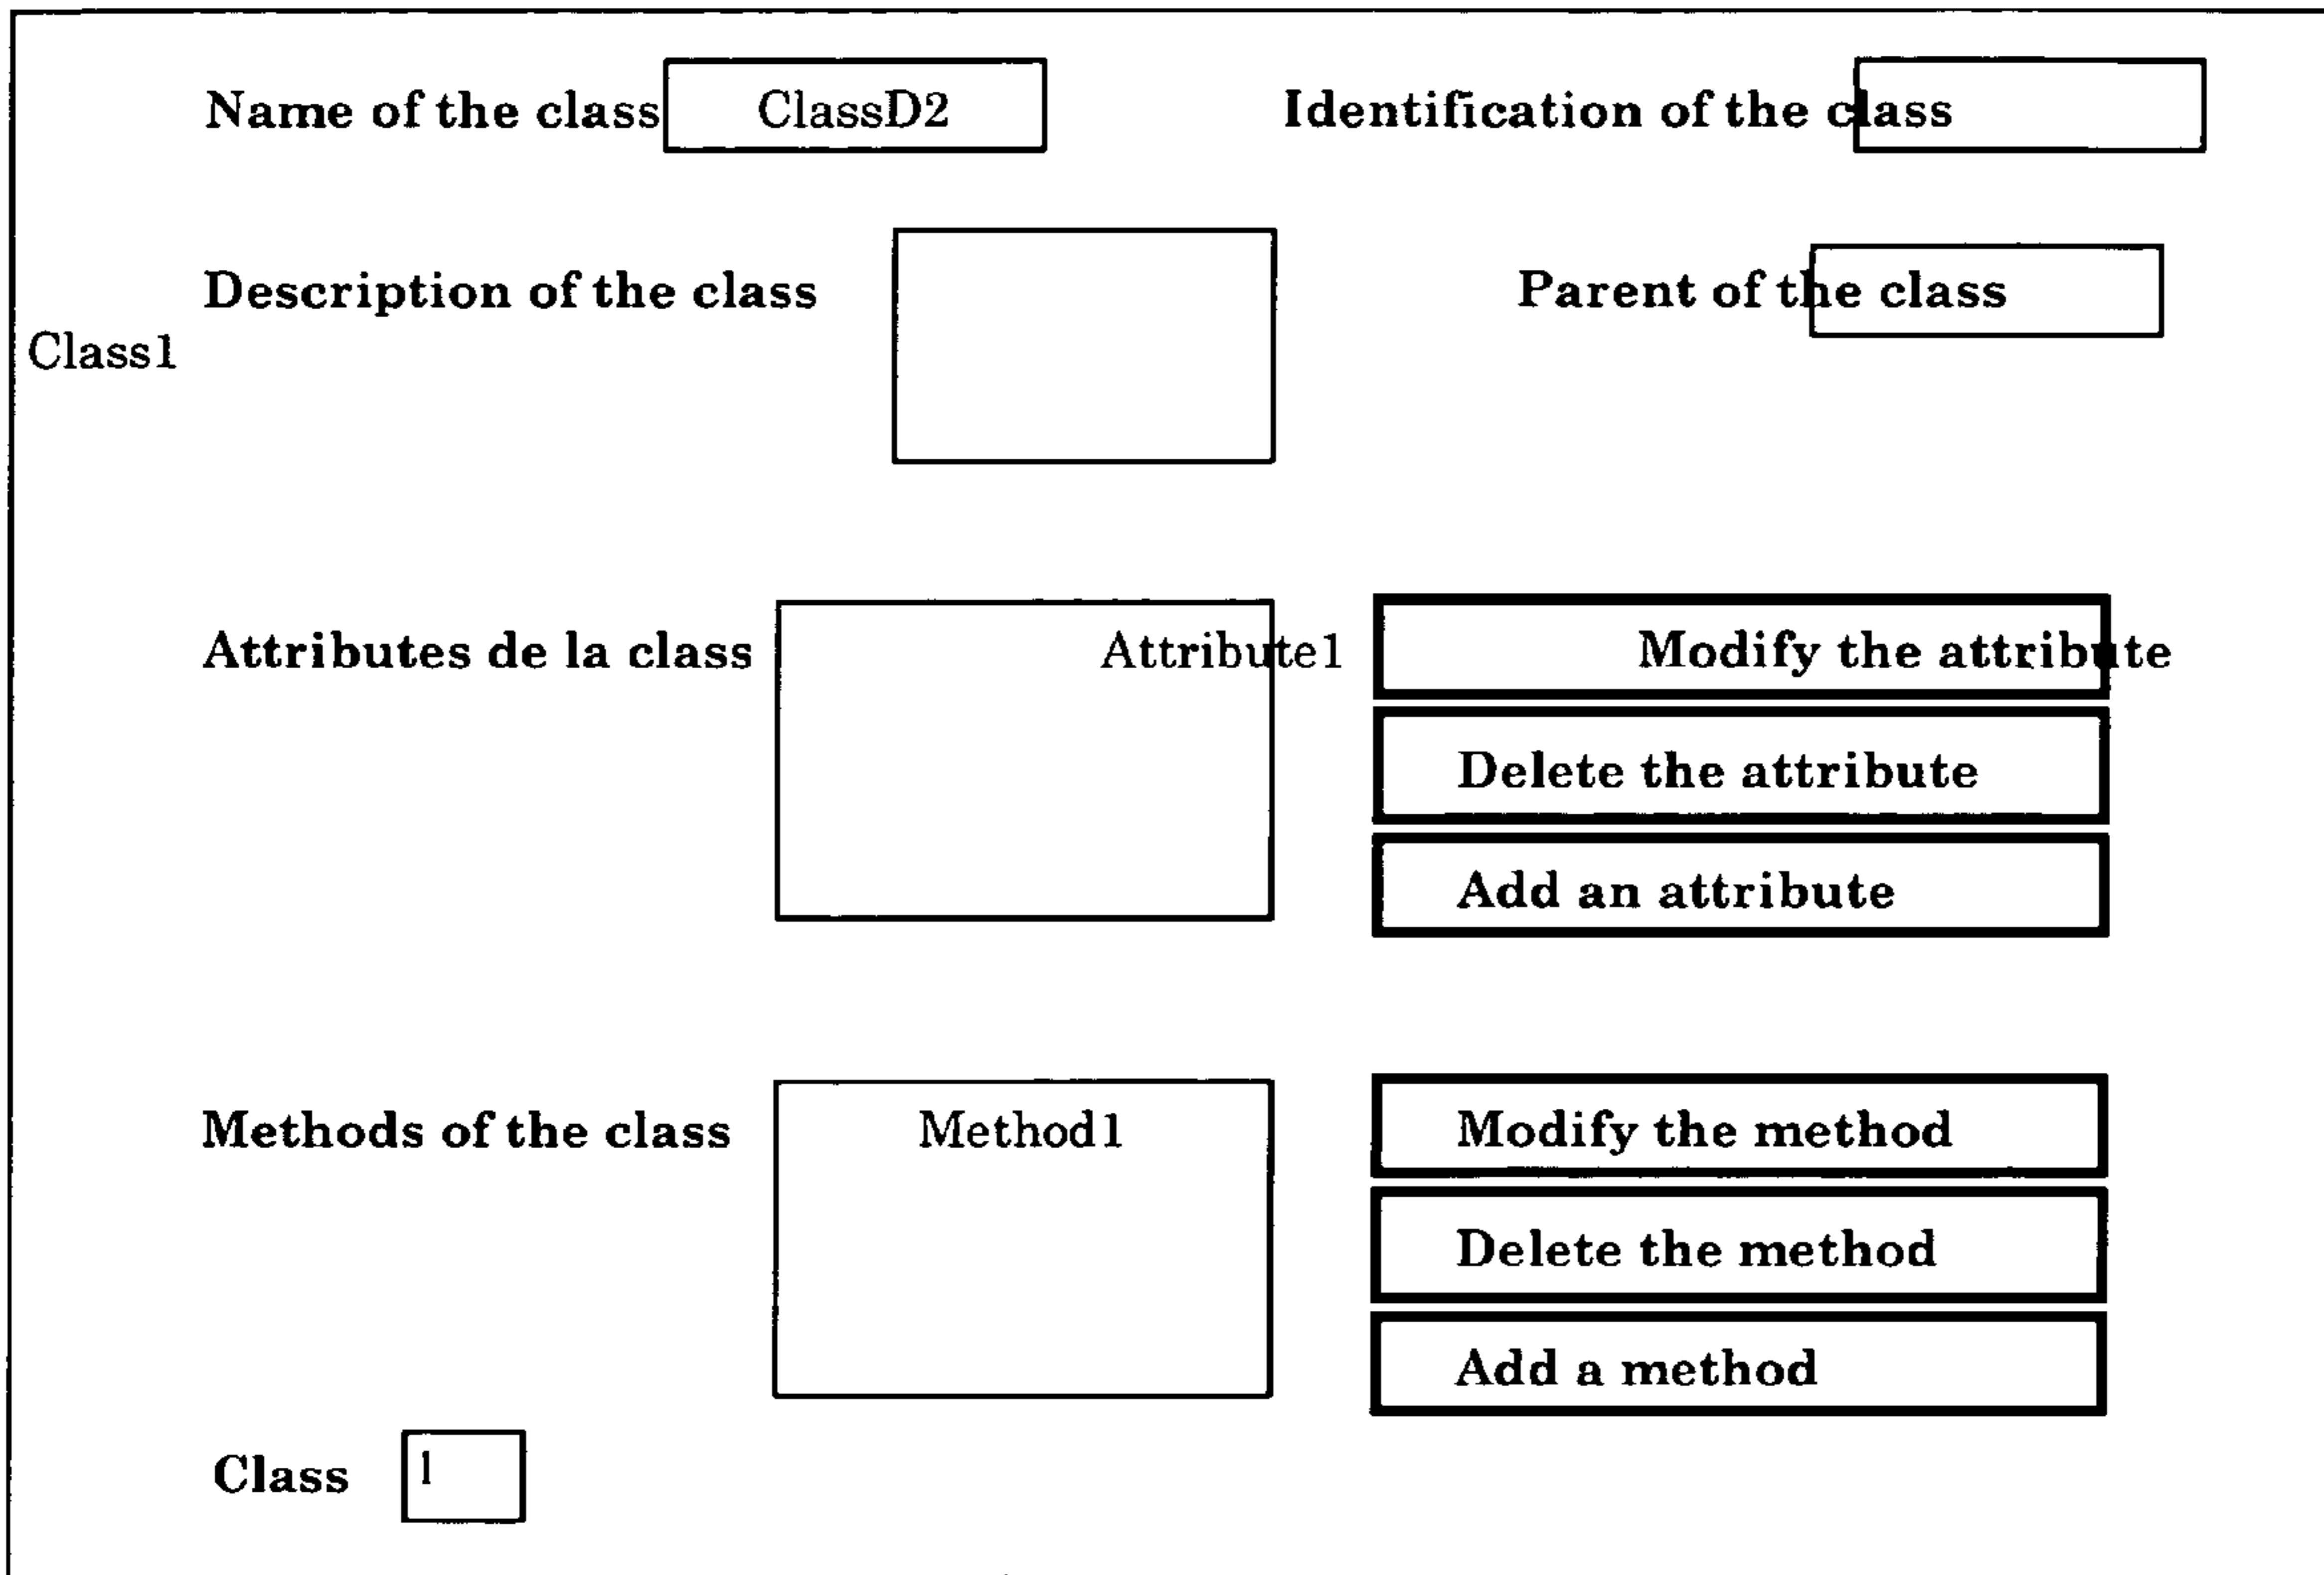 Name of the class ClassD2 Identification of the class
Description of the class Parent of the class
Class1
Attributes de la class Attribute1 Modify the attribute
Delete the attribute
Add an attribute
Methods of the class Method1 Modify the method
Delete the method
Add a method
Class 1